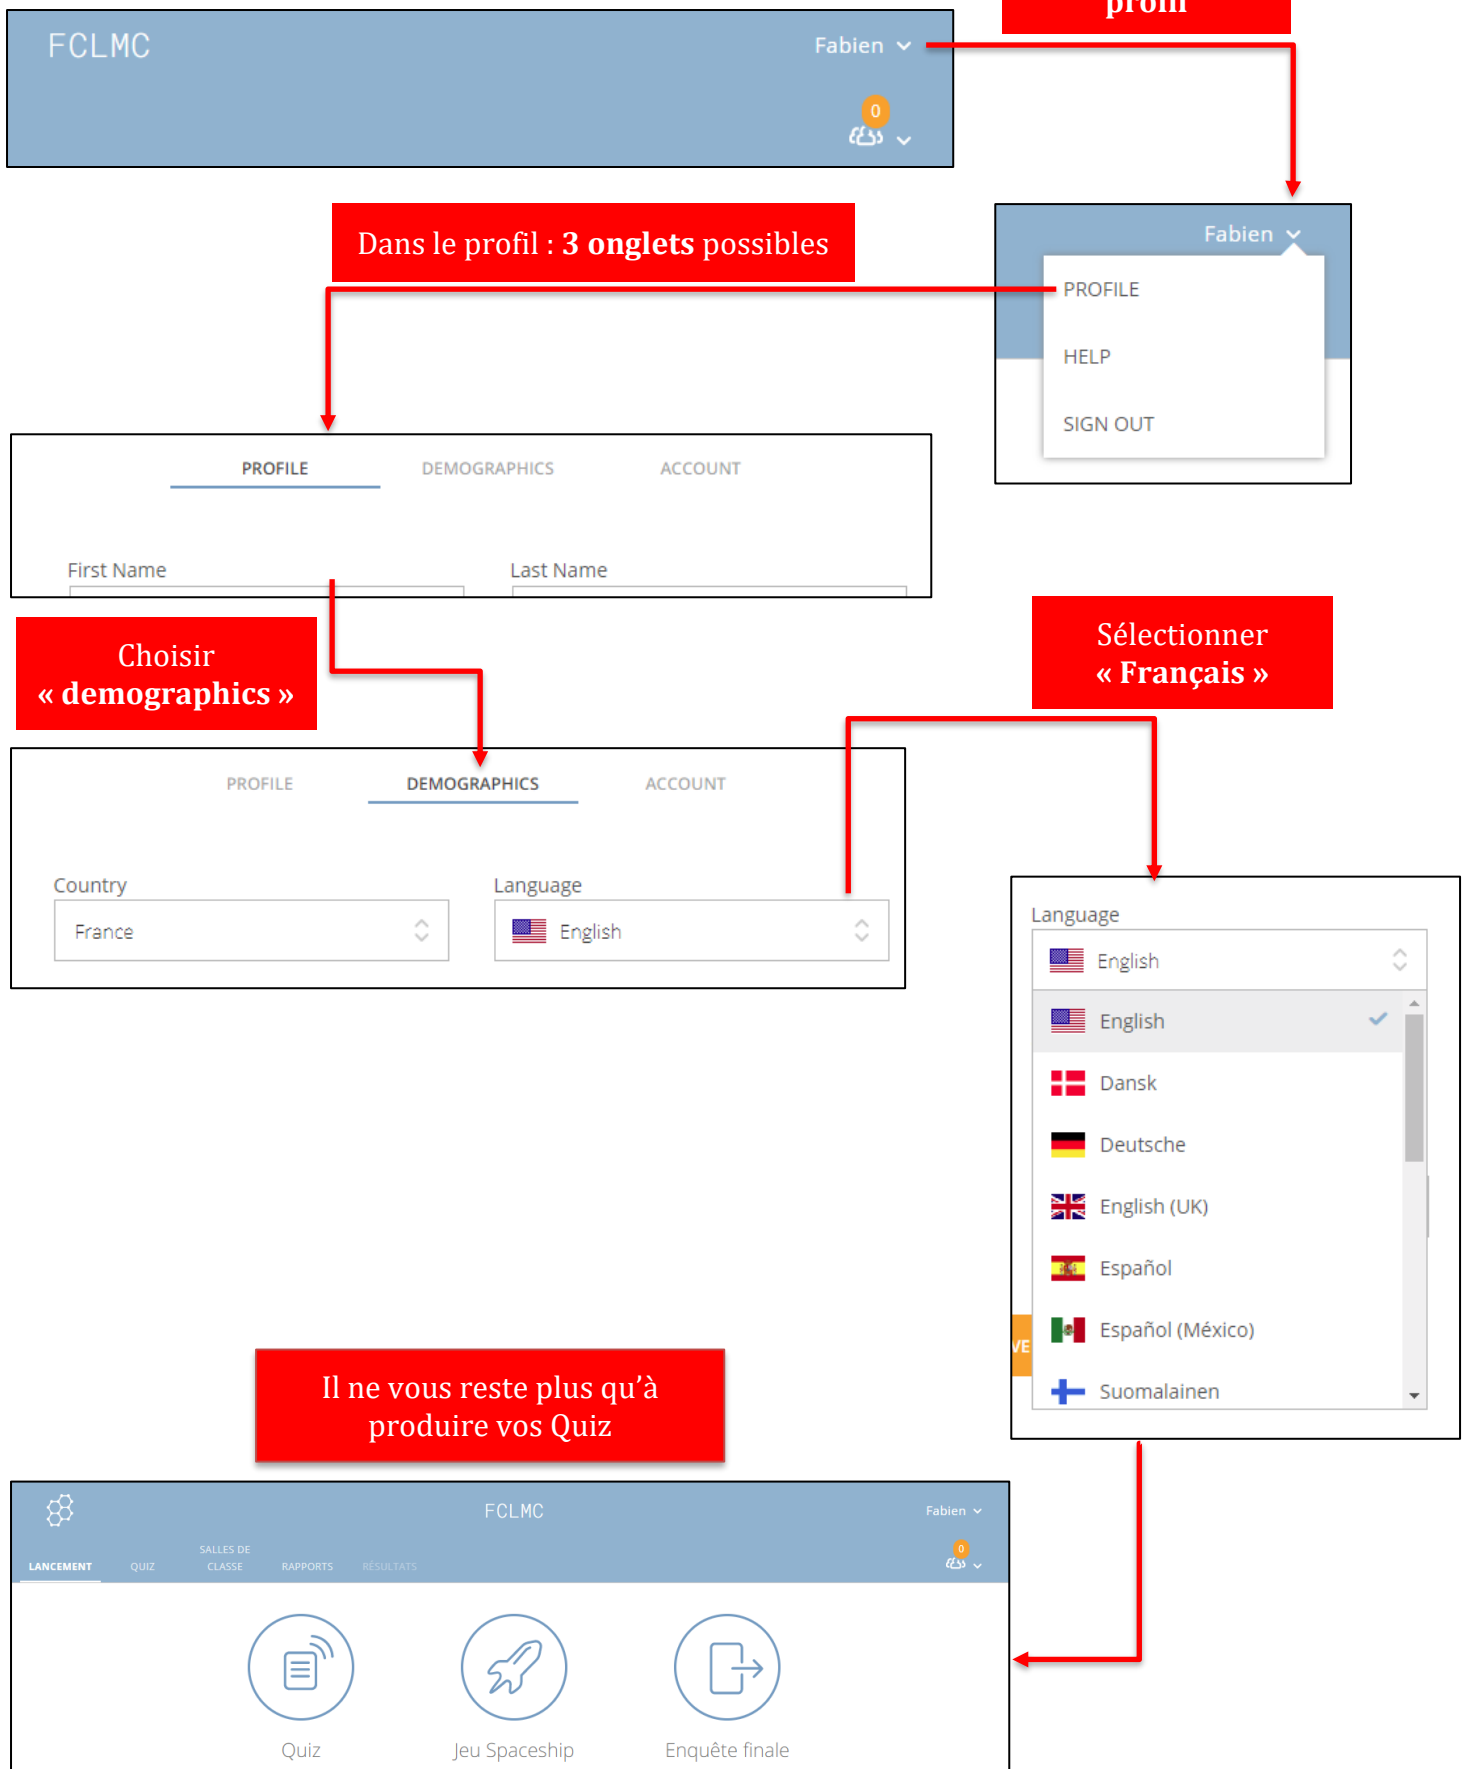 profil
FCLMC
Fabien
0
Dans le profil : 3 onglets possibles
Fabien
PROFILE
HELP
SIGN OUT
PROFILE DEMOGRAPHICS ACCOUNT
First Name Last Name
Choisir
« demographics »
Sélectionner
« Français »
PROFILE DEMOGRAPHICS ACCOUNT
Country Language
France English
Language
English
English
Dansk
Deutsche
English (UK)
Español
Español (México)
VE
Suomalainen
Il ne vous reste plus qu’à
produire vos Quiz
FCLMC Fabien
0
LANCEMENT QUIZ SALLES DE CLASSE RAPPORTS RÉSULTATS
Quiz Jeu Spaceship Enquête finale